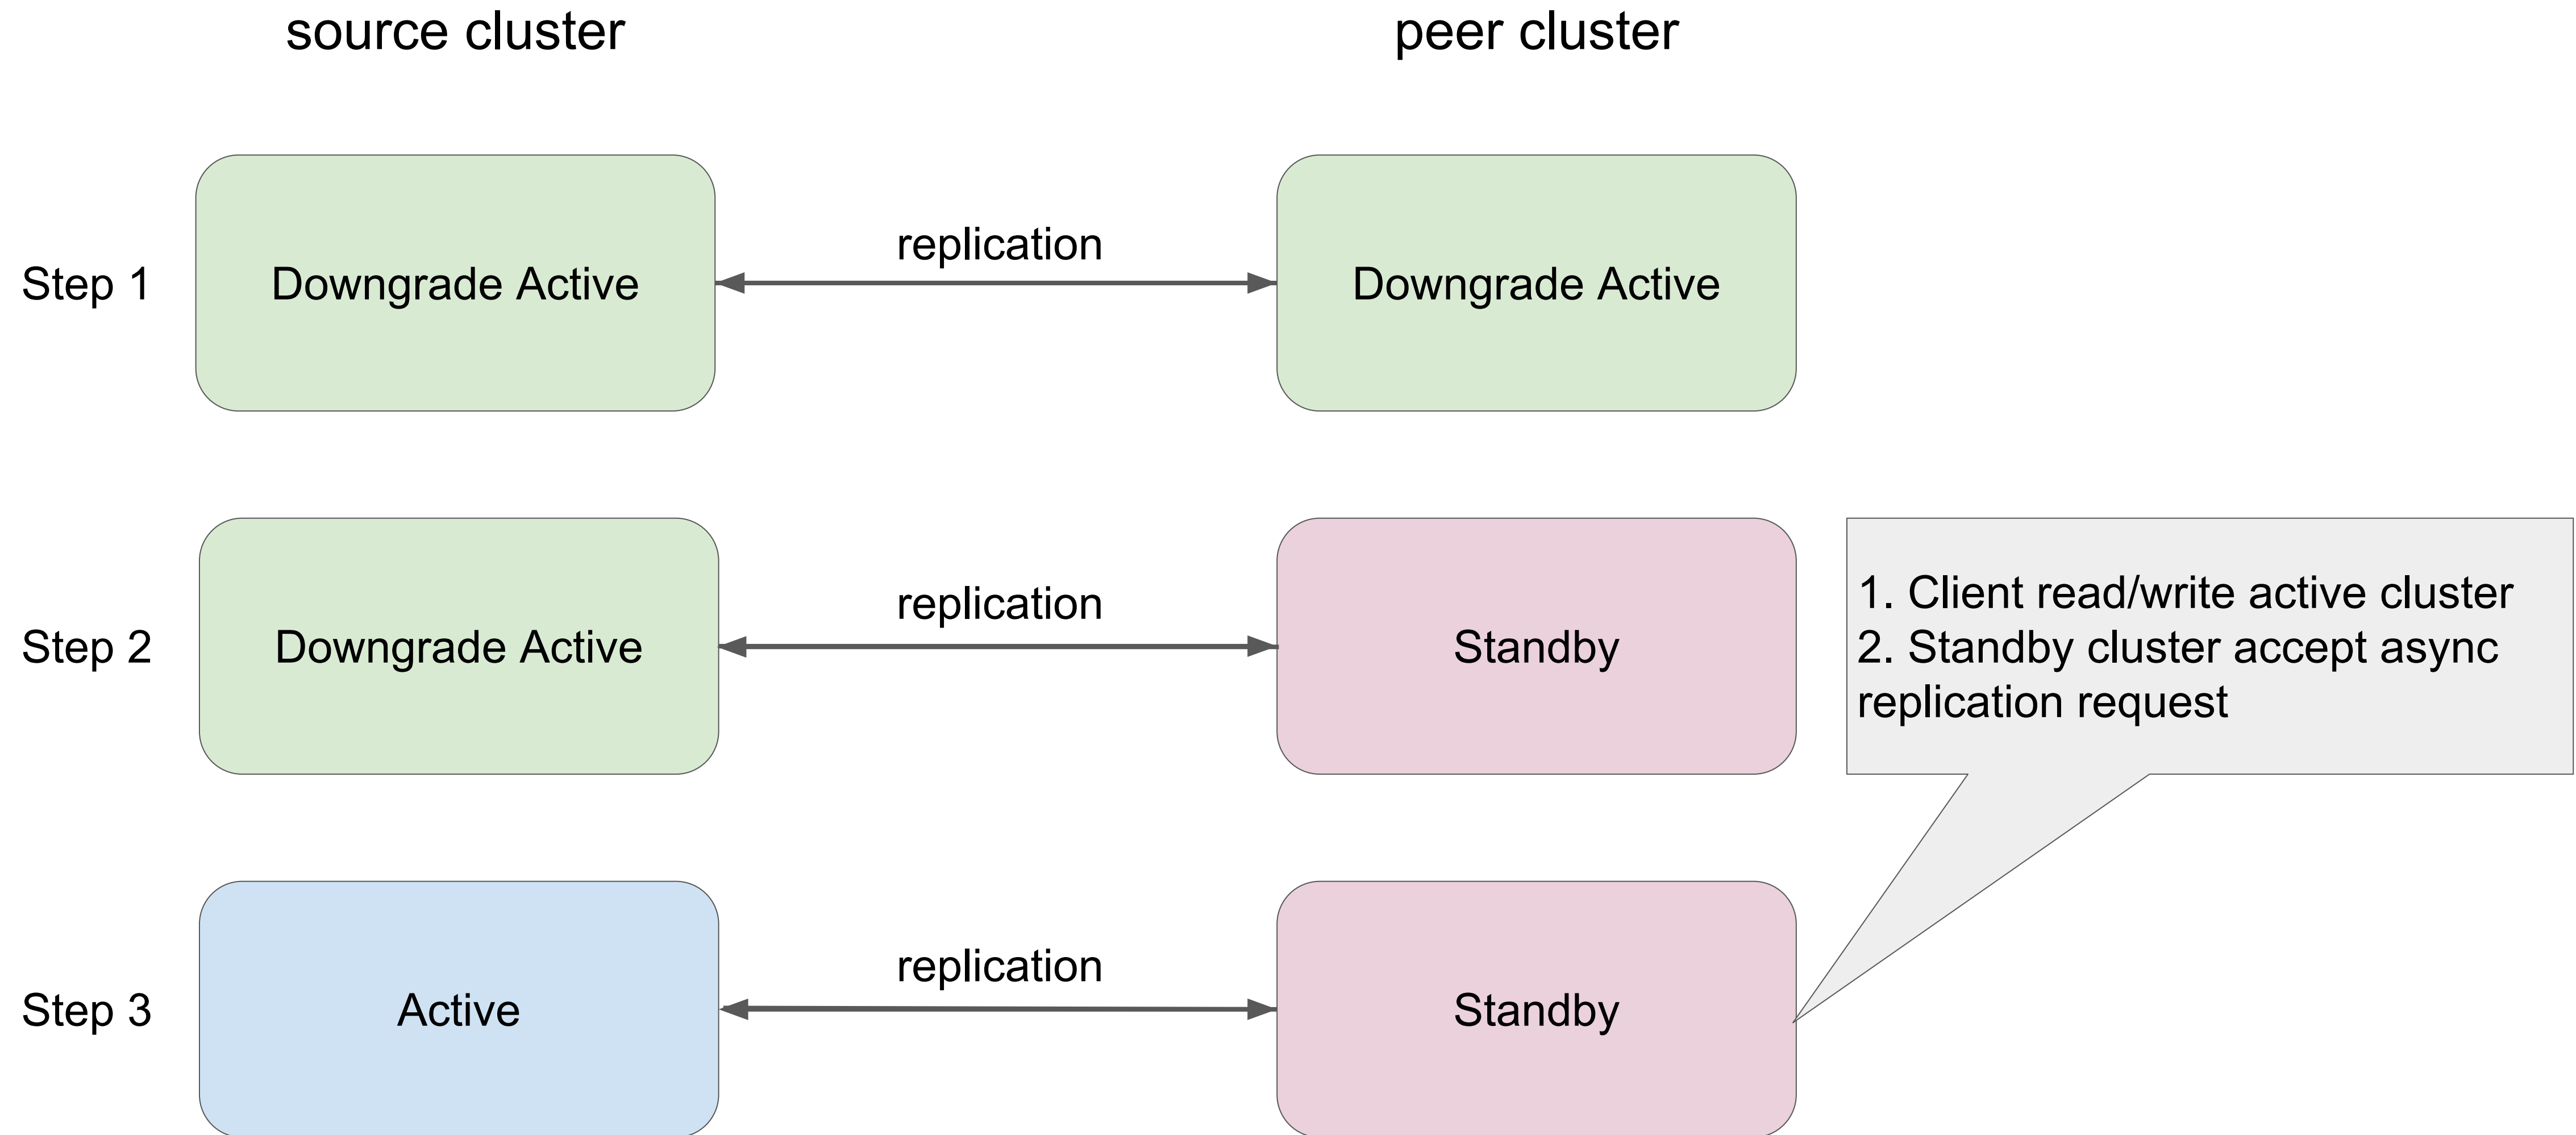 source cluster
peer cluster
Step 1
Downgrade Active
replication
Downgrade Active
Step 2
Downgrade Active
replication
Standby
1. Client read/write active cluster
2. Standby cluster accept async
replication request
Step 3
Active
replication
Standby